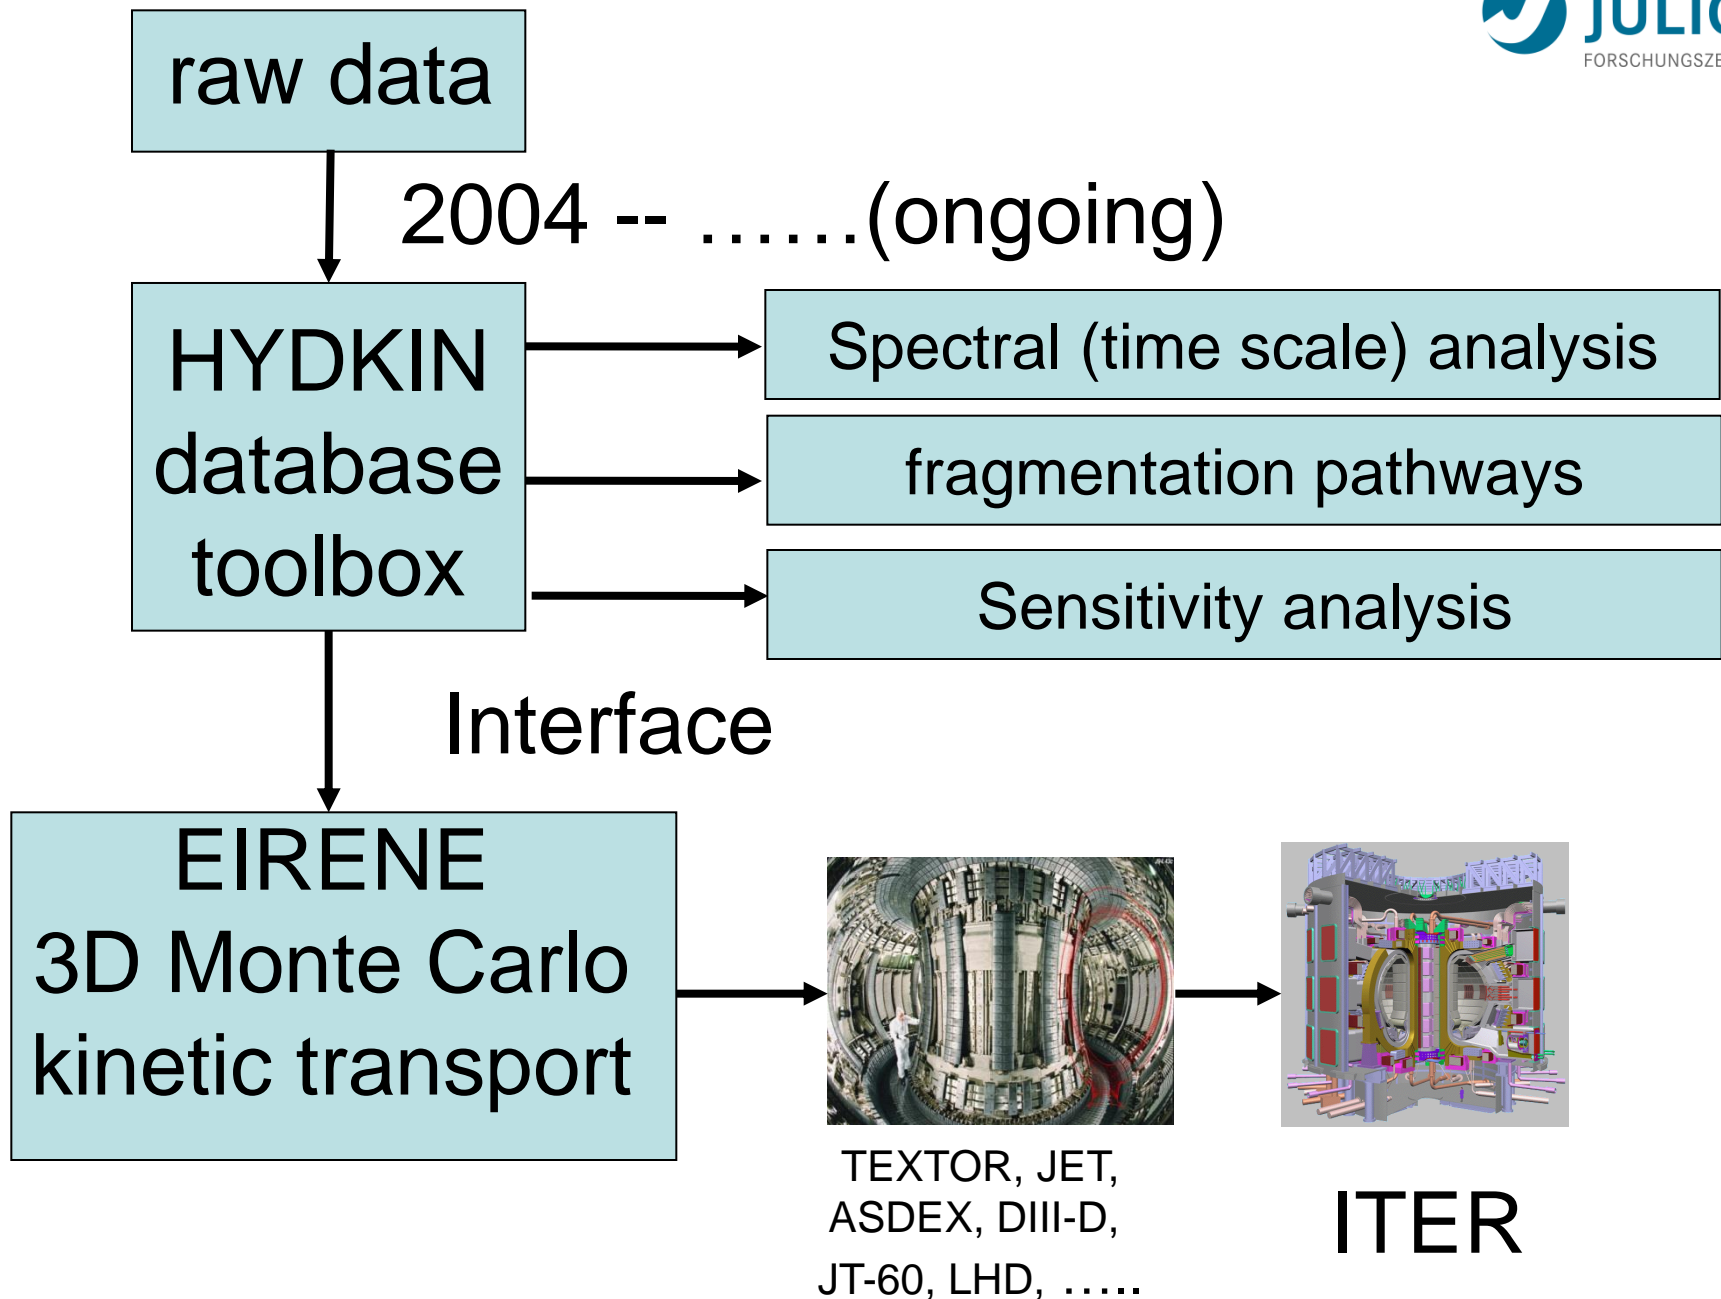 raw data
2004 -- ......(ongoing)
HYDKIN
database
toolbox
Spectral (time scale) analysis
fragmentation pathways
Sensitivity analysis
Interface
EIRENE
3D Monte Carlo
kinetic transport
TEXTOR, JET,
ASDEX, DIII-D,
JT-60, LHD, .....
ITER